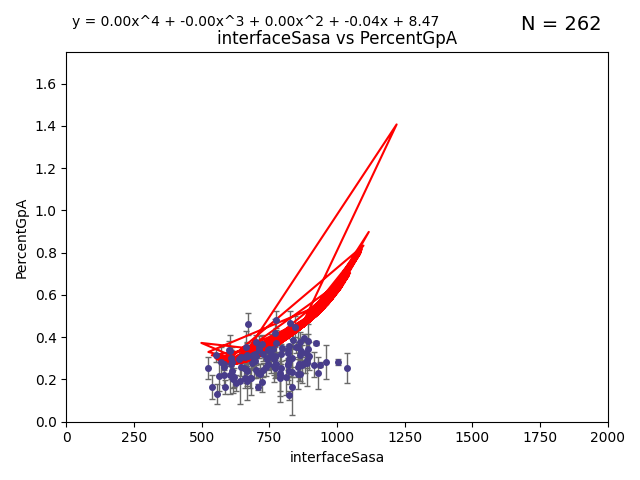 y = 0.00x^4 + -0.00x^3 + 0.00x^2 + -0.04x + 8.47
N = 262
interfaceSasa vs PercentGpA
PercentGpA
1.6
1.4
1.2
1.0
0.8
0.6
0.4
0.2
0.0
0 250 500 750 1000 1250 1500 1750 2000
interfaceSasa